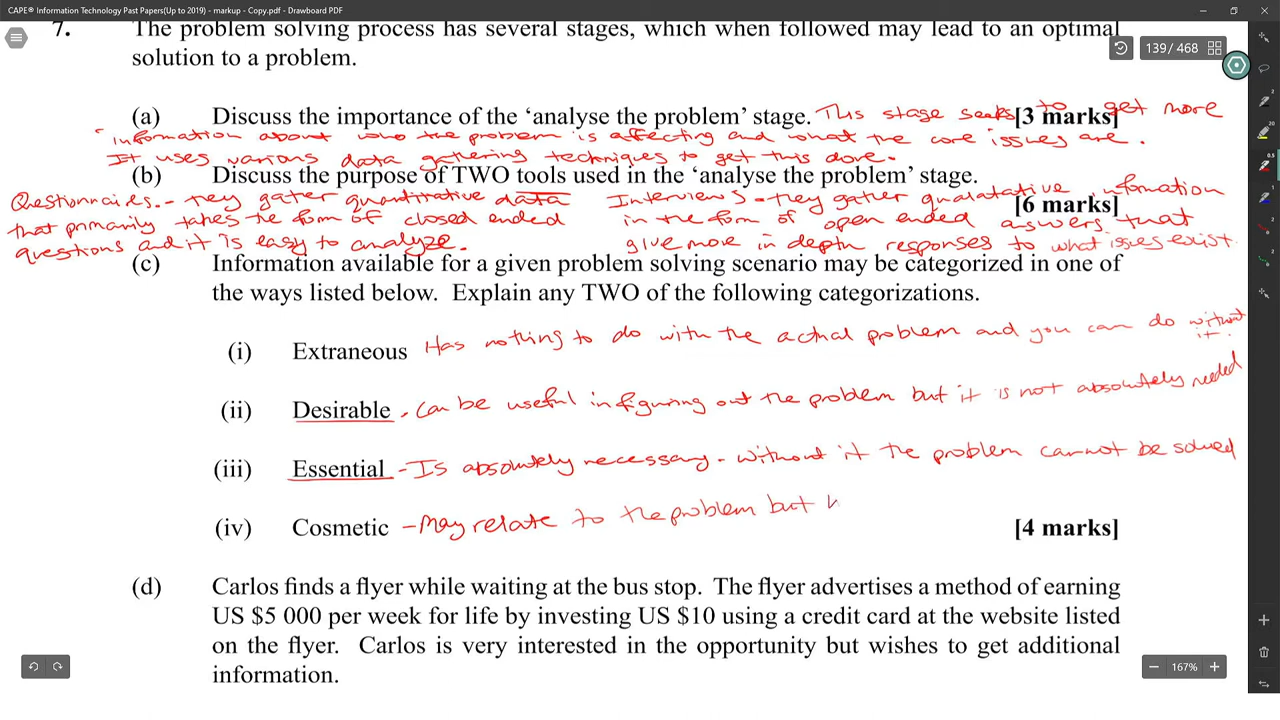 CAPE® Information Technology Past Papers(Up to 2019) - markup - Copy.pdf - Drawboard PDF
139 / 468
7. The problem solving process has several stages, which when followed may lead to an optimal
solution to a problem.
(a) Discuss the importance of the ‘analyse the problem’ stage. [3 marks]
This stage seeks to get more
information about who the problem is affecting and what the core issues are.
It uses various data gathering techniques to get this done.
(b) Discuss the purpose of TWO tools used in the ‘analyse the problem’ stage.
[6 marks]
Questionnaires.- they gater quantitative data
that primarily takes the form of closed ended
questions and it is easy to analyze.
Interviews - they gather qualatative information
in the form of open ended answers that
give more in depth responses to what issues exist.
(c) Information available for a given problem solving scenario may be categorized in one of
the ways listed below. Explain any TWO of the following categorizations.
(i) Extraneous Has nothing to do with the actual problem and you can do without
it.
(ii) Desirable - can be useful in figuring out the problem but it is not absolutely needed
(iii) Essential - Is absolutely necessary - without it the problem cannot be solved
(iv) Cosmetic - May relate to the problem but [4 marks]
(d) Carlos finds a flyer while waiting at the bus stop. The flyer advertises a method of earning
US $5 000 per week for life by investing US $10 using a credit card at the website listed
on the flyer. Carlos is very interested in the opportunity but wishes to get additional
information.
167%